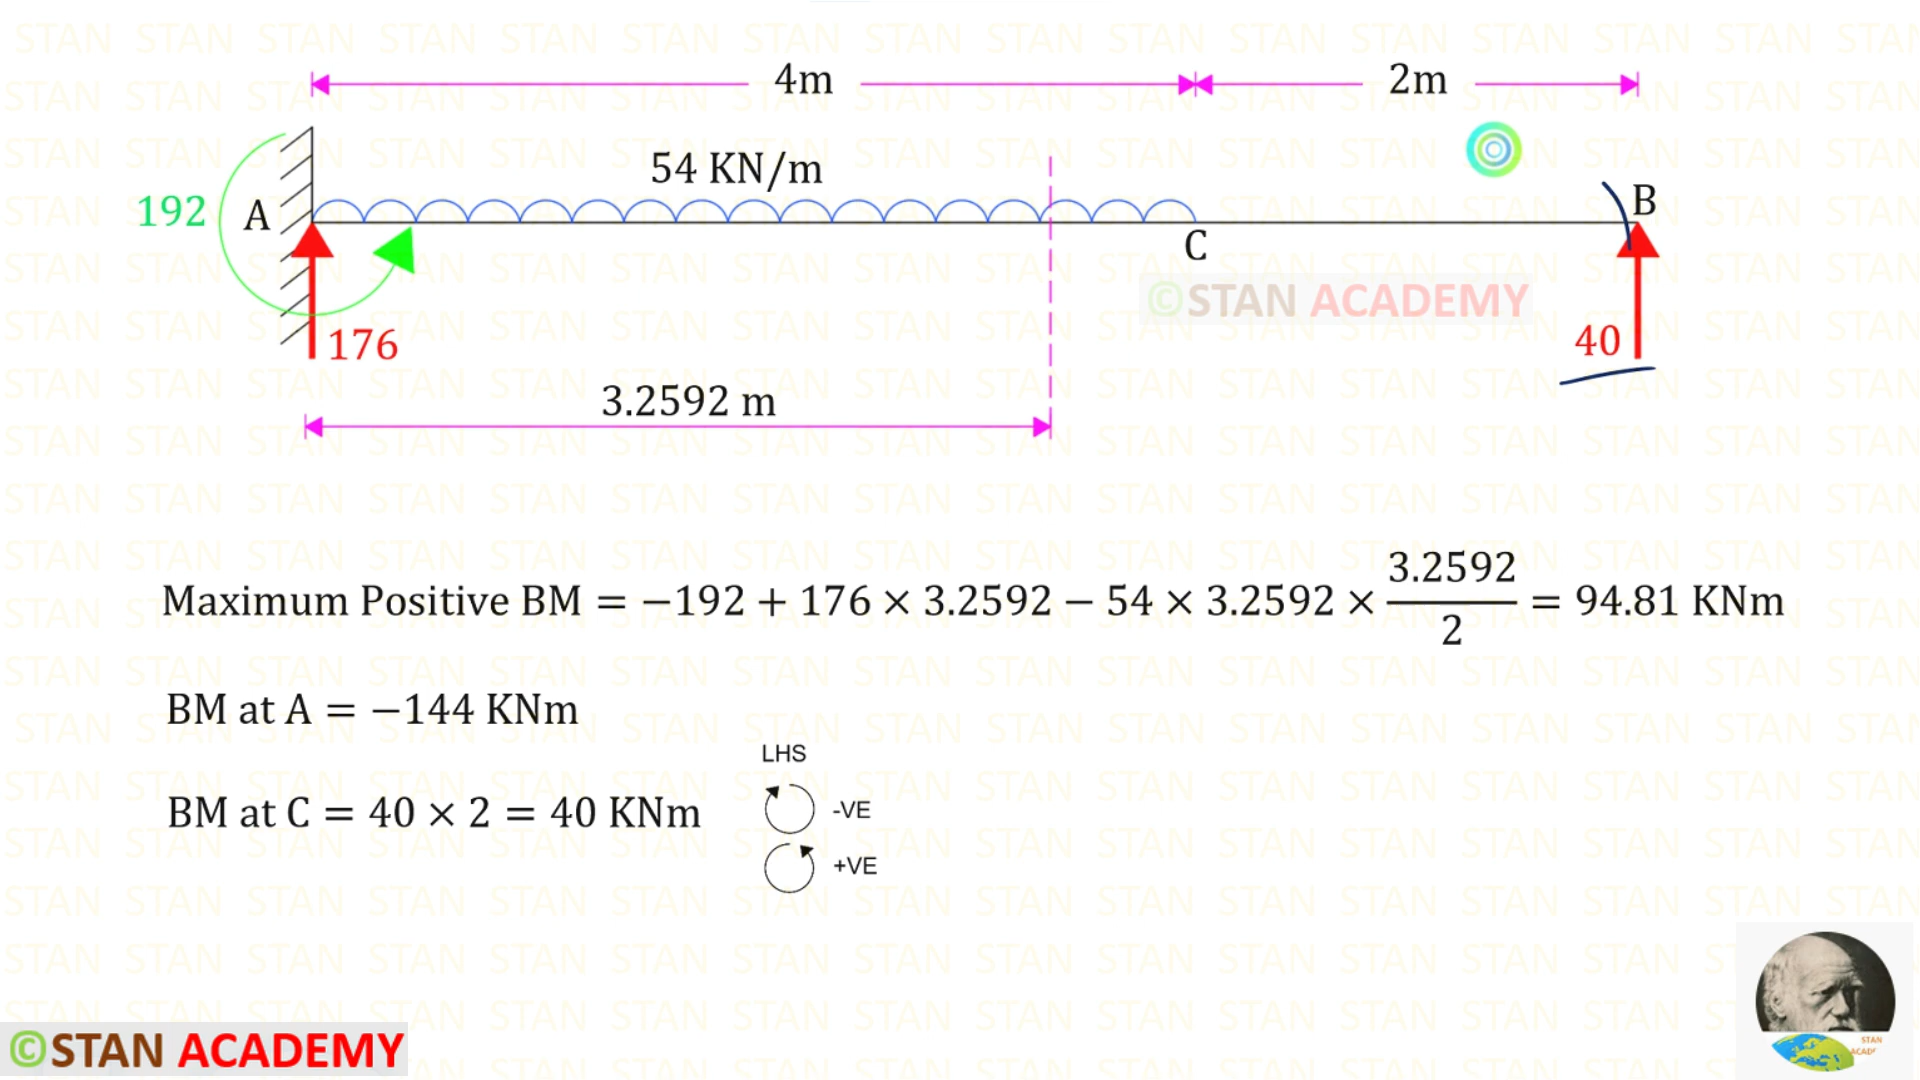 4m 2m
54 KN/m
192 A B
C
©STAN ACADEMY
176 40
3.2592 m
Maximum Positive BM = −192 + 176 × 3.2592 − 54 × 3.2592 × 3.2592/2 = 94.81 KNm
BM at A = −144 KNm
LHS
BM at C = 40 × 2 = 40 KNm -VE
+VE
©STAN ACADEMY
STAN